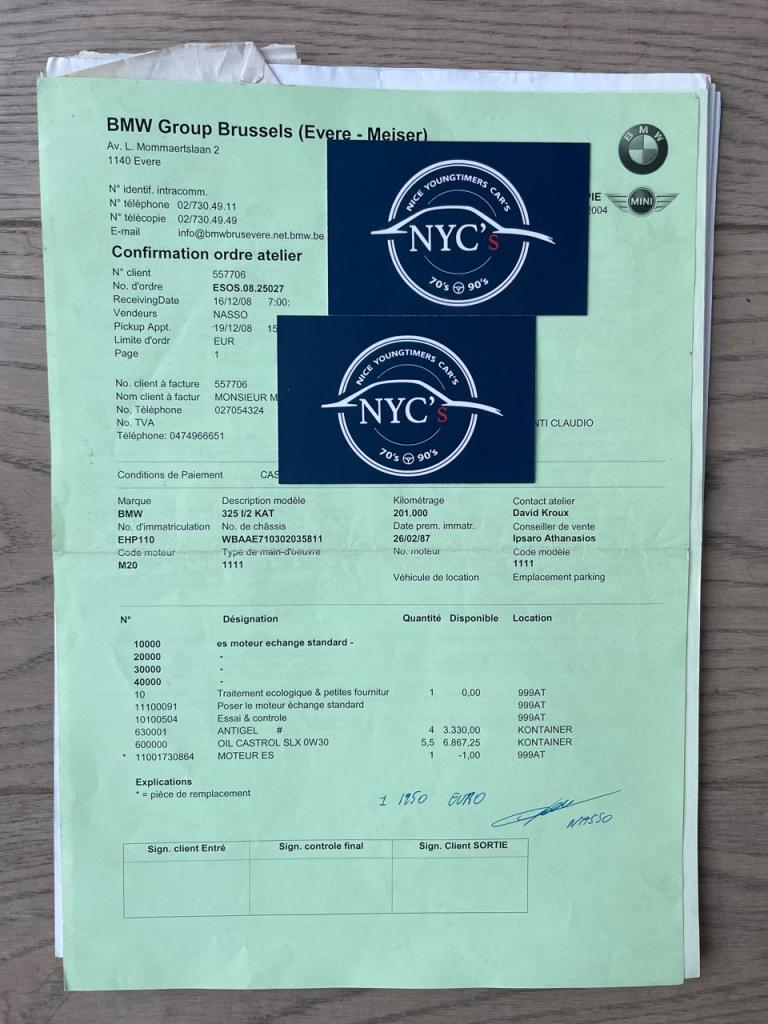 BMW Group Brussels (Evere - Meiser)
Av. L. Mommaertslaan 2
1140 Evere
BMW
MINI
PIE
2004
N° identif. intracomm.
N° téléphone 02/730.49.11
N° télécopie 02/730.49.49
E-mail info@bmwbrusevere.net.bmw.be
Confirmation ordre atelier
NICE YOUNGTIMERS CAR'S
NYC's
70's 90's
N° client 557706
No. d'ordre ESOS.08.25027
ReceivingDate 16/12/08 7:00:
Vendeurs NASSO
Pickup Appt. 19/12/08 15
Limite d'ordr EUR
Page 1
NICE YOUNGTIMERS CAR'S
NYC's
70's 90's
No. client à facture 557706
Nom client à factur MONSIEUR M
No. Téléphone 027054324
No. TVA NTI CLAUDIO
Téléphone: 0474966651
Conditions de Paiement CAS
Marque Description modèle Kilométrage Contact atelier
BMW 325 I/2 KAT 201.000 David Kroux
No. d'immatriculation No. de châssis Date prem. immatr. Conseiller de vente
EHP110 WBAAE710302035811 26/02/87 Ipsaro Athanasios
Code moteur Type de main-d'oeuvre No. moteur Code modèle
M20 1111 1111
Véhicule de location Emplacement parking
N° Désignation Quantité Disponible Location
10000 es moteur echange standard -
20000 -
30000 -
40000 -
10 Traitement ecologique & petites fournitur 1 0,00 999AT
11100091 Poser le moteur échange standard 999AT
10100504 Essai & controle 999AT
630001 ANTIGEL # 4 3.330,00 KONTAINER
600000 OIL CASTROL SLX 0W30 5,5 6.867,25 KONTAINER
* 11001730864 MOTEUR ES 1 -1,00 999AT
Explications
* = pièce de remplacement
± 1250 EURO
NASSO
Sign. client Entré Sign. controle final Sign. Client SORTIE